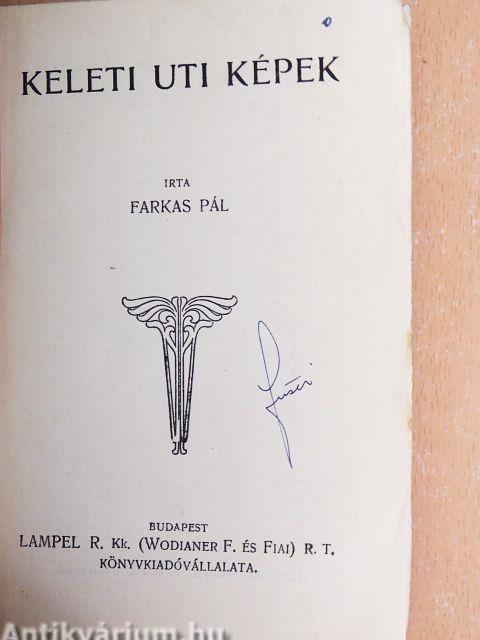 KELETI UTI KÉPEK
IRTA
FARKAS PÁL
BUDAPEST
LAMPEL R. Kk. (WODIANER F. ÉS FIAI) R. T.
KÖNYVKIADÓVÁLLALATA.
Antikvárium.hu